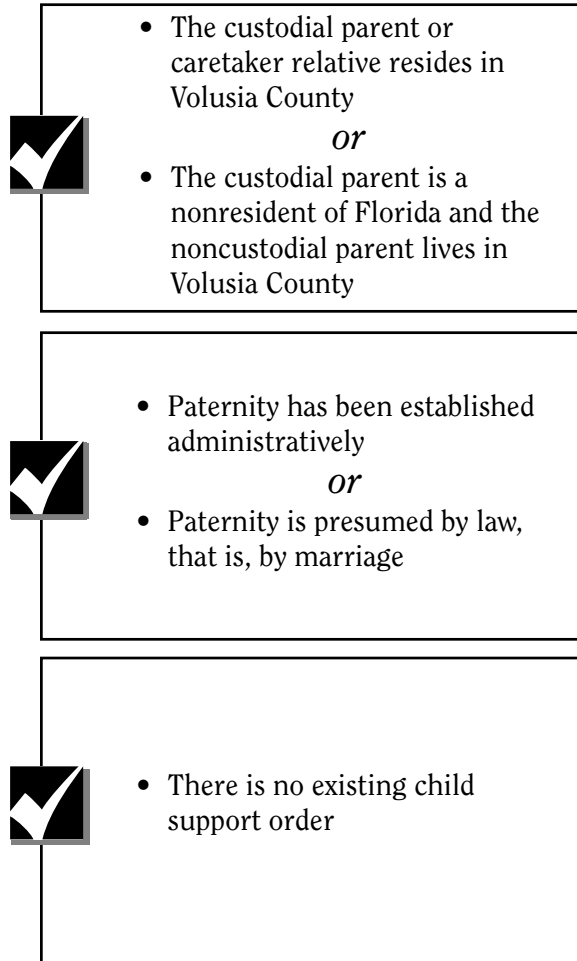 • The custodial parent or
caretaker relative resides in
Volusia County
or
• The custodial parent is a
nonresident of Florida and the
noncustodial parent lives in
Volusia County
• Paternity has been established
administratively
or
• Paternity is presumed by law,
that is, by marriage
• There is no existing child
support order